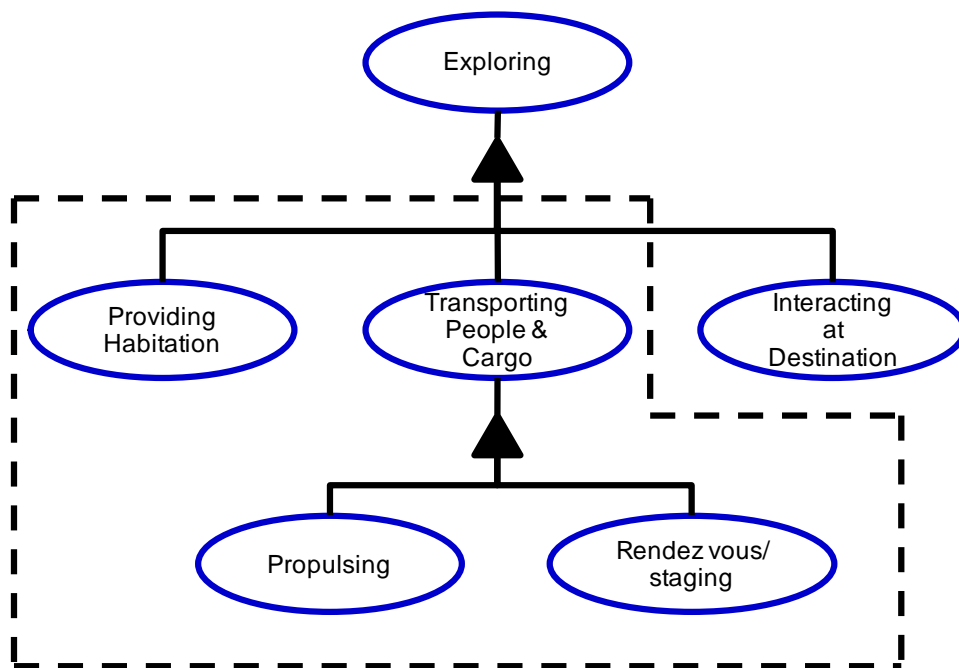 Exploring
Providing
Habitation
Transporting
People &
Cargo
Interacting
at
Destination
Propulsing
Rendez vous/
staging